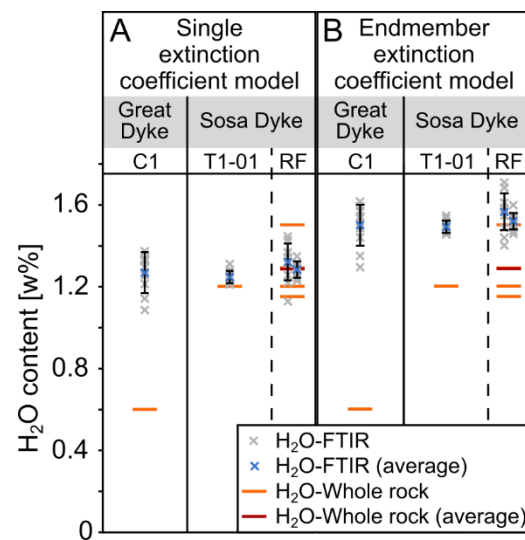 A Single extinction coefficient model
B Endmember extinction coefficient model
Great Dyke
Sosa Dyke
Great Dyke
Sosa Dyke
C1
T1-01
RF
C1
T1-01
RF
H₂O content [w%]
1.6
1.2
0.8
0.4
0
H₂O-FTIR
H₂O-FTIR (average)
H₂O-Whole rock
H₂O-Whole rock (average)